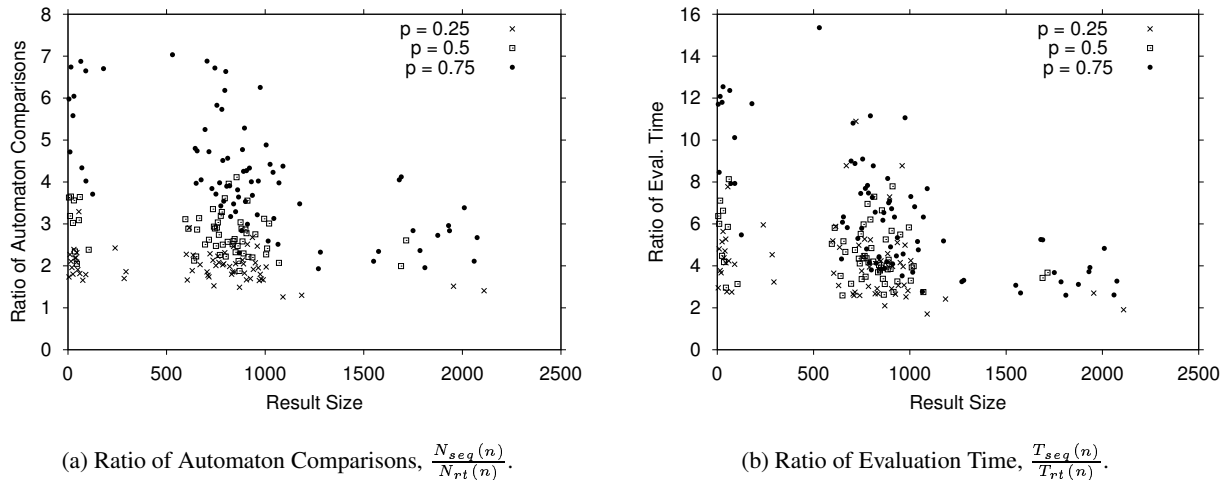 Ratio of Automaton Comparisons
8
7
6
5
4
3
2
1
0
0 500 1000 1500 2000 2500
Result Size
p = 0.25
p = 0.5
p = 0.75
(a) Ratio of Automaton Comparisons, N_seq(n)/N_rt(n).
Ratio of Eval. Time
16
14
12
10
8
6
4
2
0
0 500 1000 1500 2000 2500
Result Size
p = 0.25
p = 0.5
p = 0.75
(b) Ratio of Evaluation Time, T_seq(n)/T_rt(n).